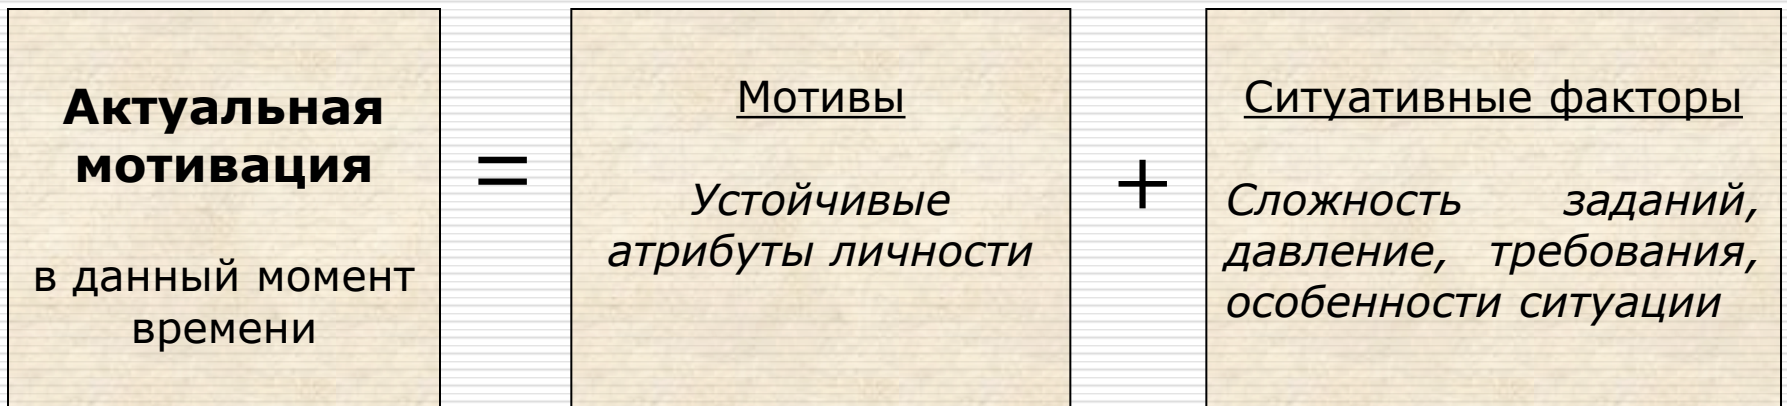 Актуальная
мотивация
в данный момент
времени
=
Мотивы
Устойчивые
атрибуты личности
+
Ситуативные факторы
Сложность заданий,
давление, требования,
особенности ситуации